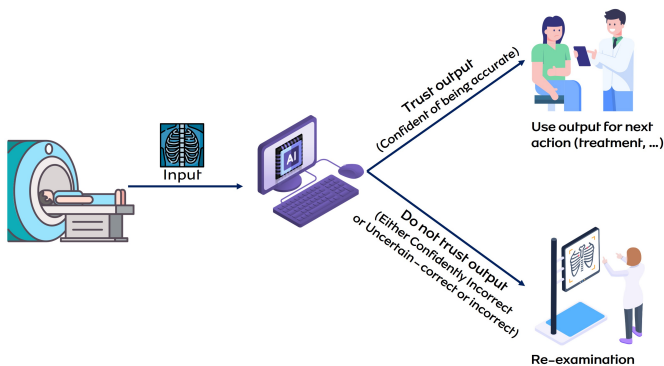 Input
AI
Trust output
(Confident of being accurate)
Use output for next
action (treatment, ...)
Do not trust output
(Either Confidently Incorrect
or Uncertain - correct or incorrect)
Re-examination